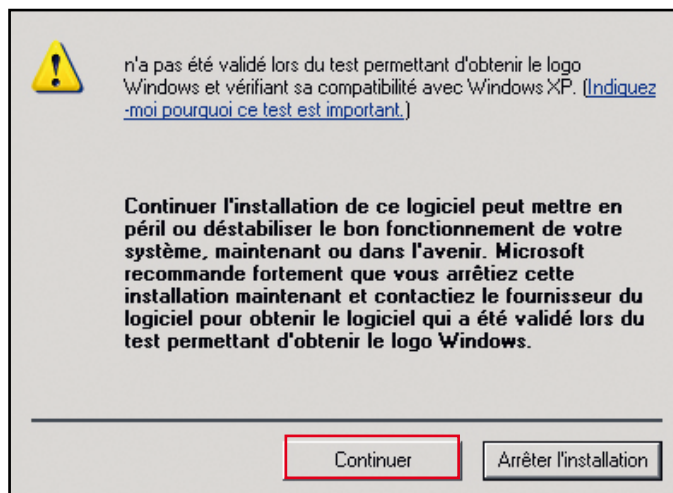 n'a pas été validé lors du test permettant d'obtenir le logo
Windows et vérifiant sa compatibilité avec Windows XP. (Indiquez
-moi pourquoi ce test est important.)
Continuer l'installation de ce logiciel peut mettre en
péril ou déstabiliser le bon fonctionnement de votre
système, maintenant ou dans l'avenir. Microsoft
recommande fortement que vous arrêtiez cette
installation maintenant et contactiez le fournisseur du
logiciel pour obtenir le logiciel qui a été validé lors du
test permettant d'obtenir le logo Windows.
Continuer Arrêter l'installation